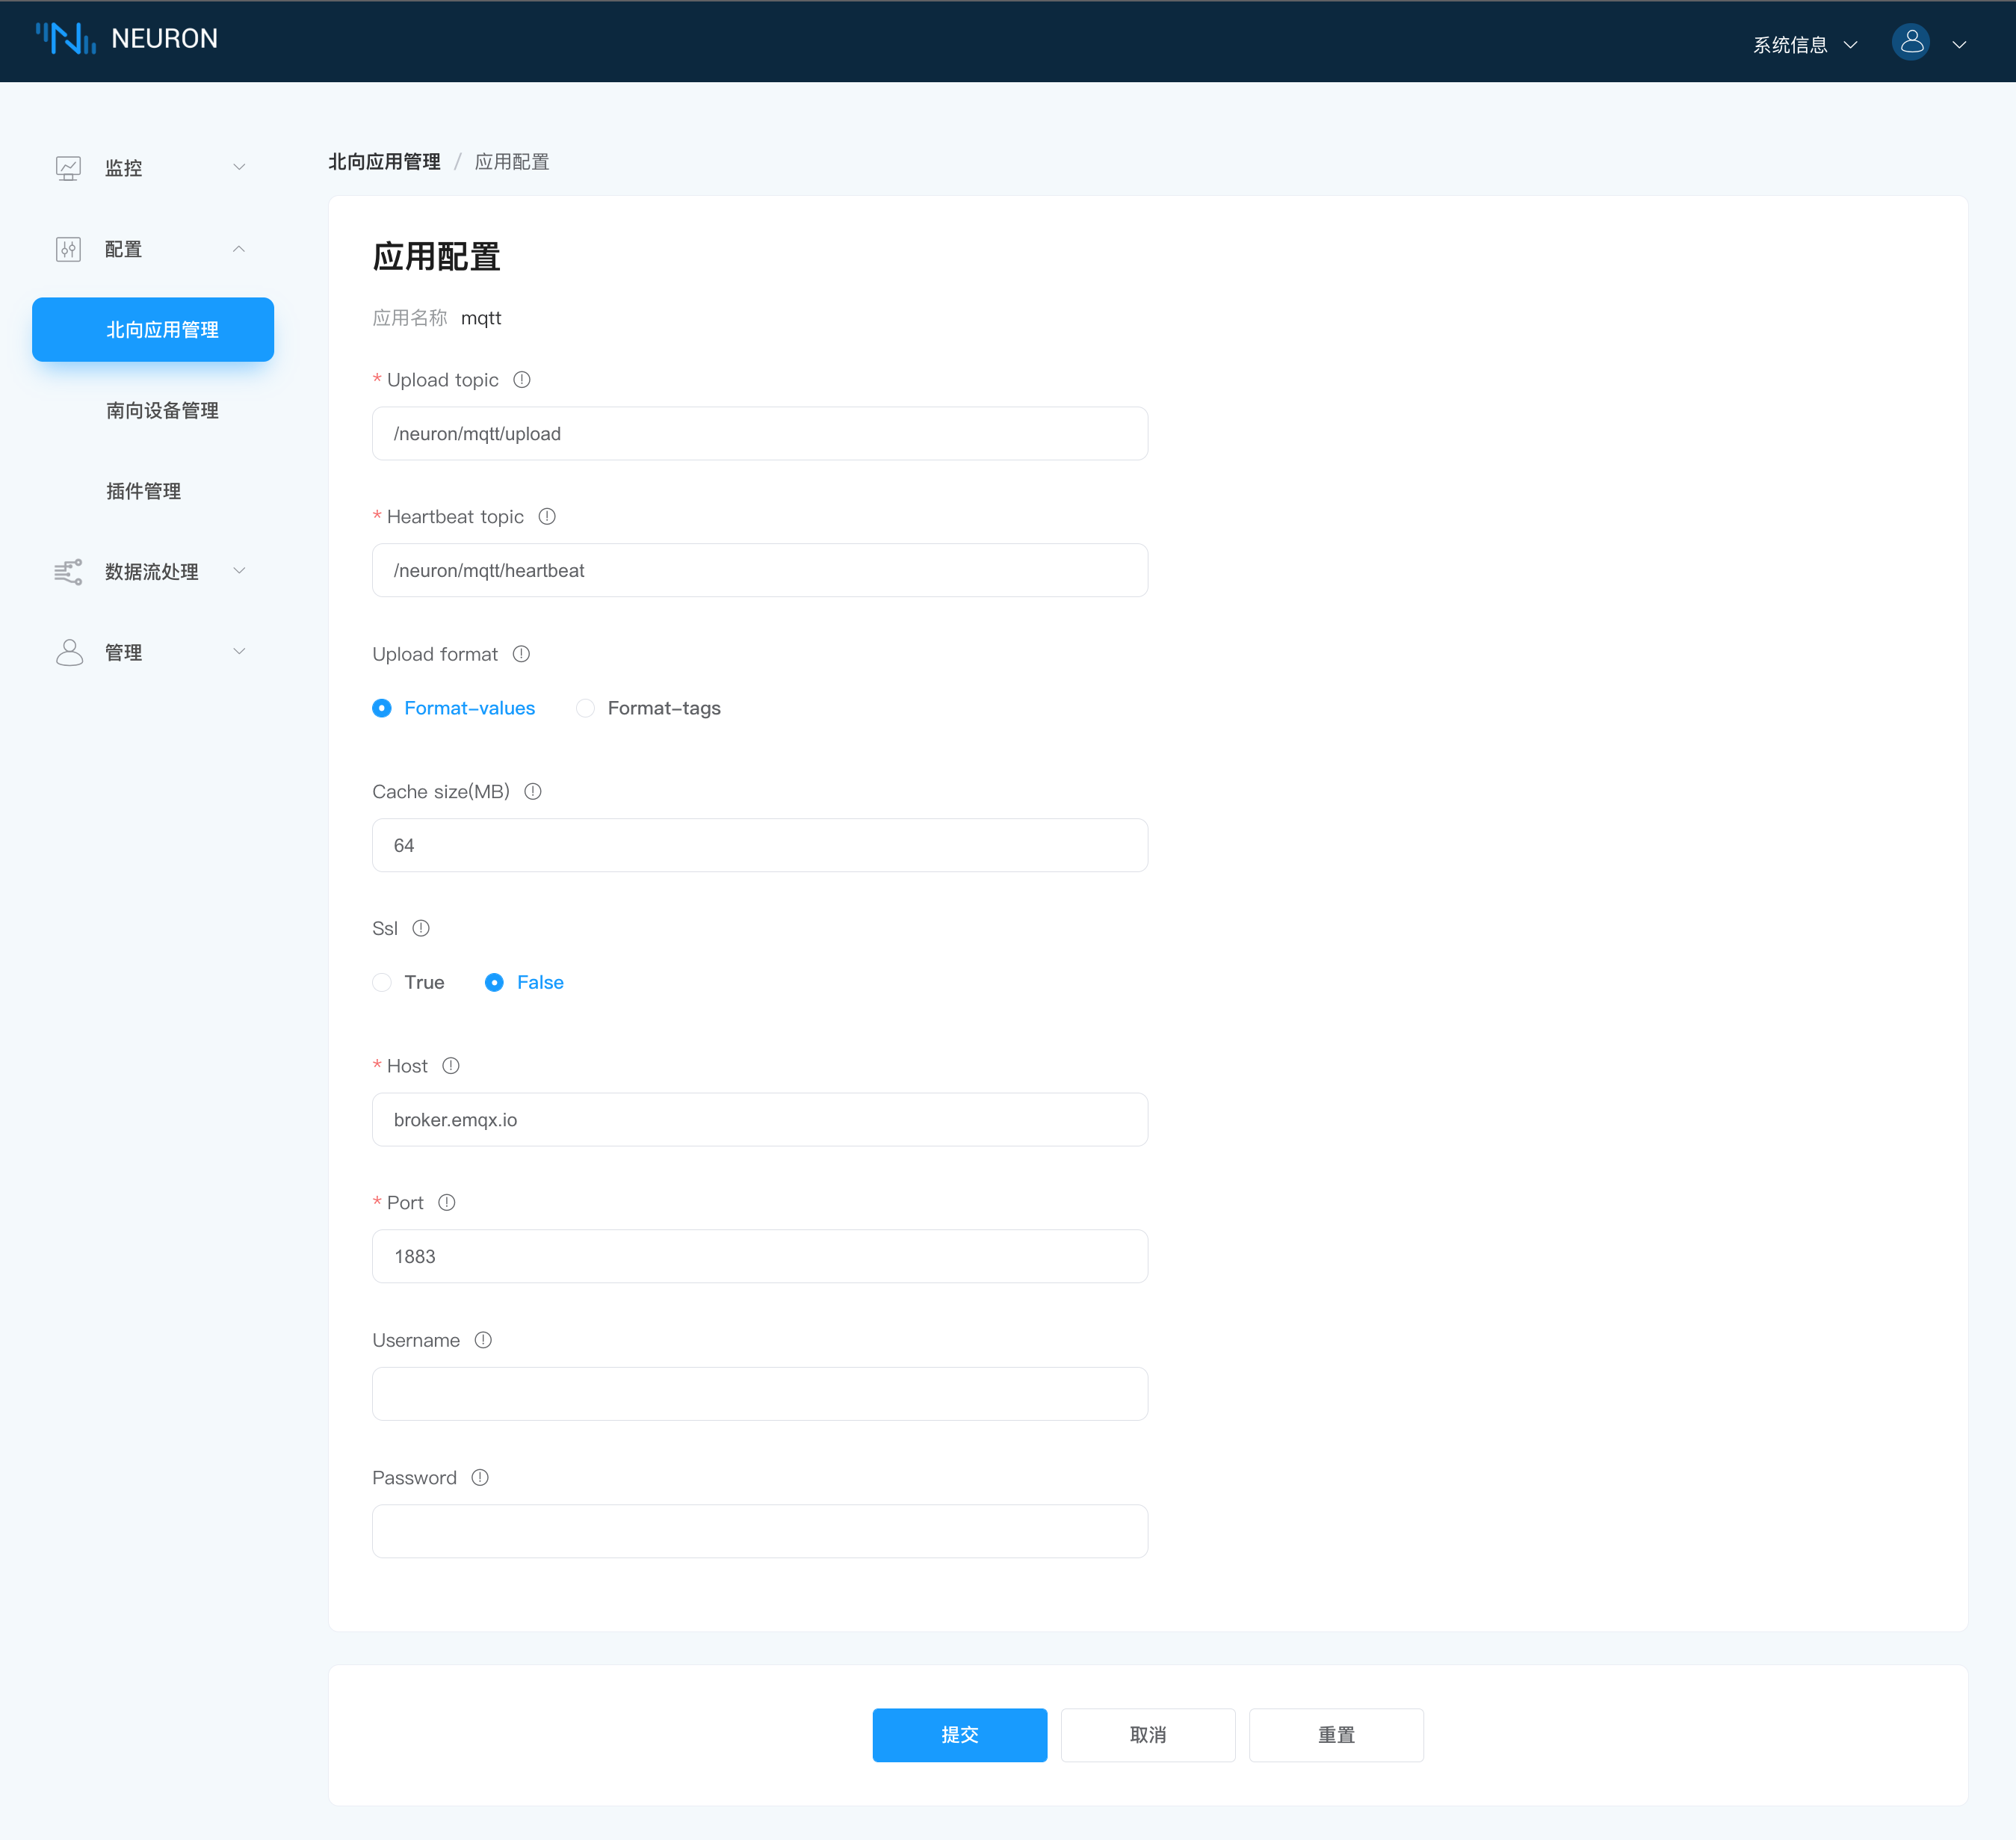 NEURON
系统信息
监控
配置
北向应用管理
南向设备管理
插件管理
数据流处理
管理
北向应用管理 / 应用配置
应用配置
应用名称 mqtt
* Upload topic
/neuron/mqtt/upload
* Heartbeat topic
/neuron/mqtt/heartbeat
Upload format
Format-values Format-tags
Cache size(MB)
64
Ssl
True False
* Host
broker.emqx.io
* Port
1883
Username
Password
提交 取消 重置